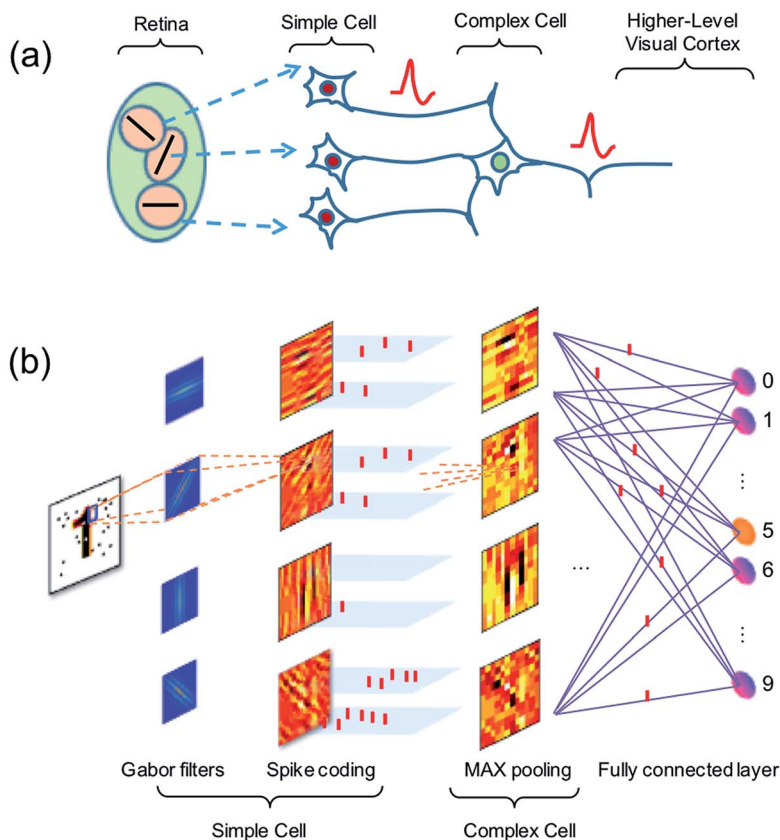 Retina
Simple Cell
Complex Cell
Higher-Level
Visual Cortex
(a)
(b)
0
1
⋮
5
6
...
⋮
9
1
Gabor filters
Spike coding
MAX pooling
Fully connected layer
Simple Cell
Complex Cell